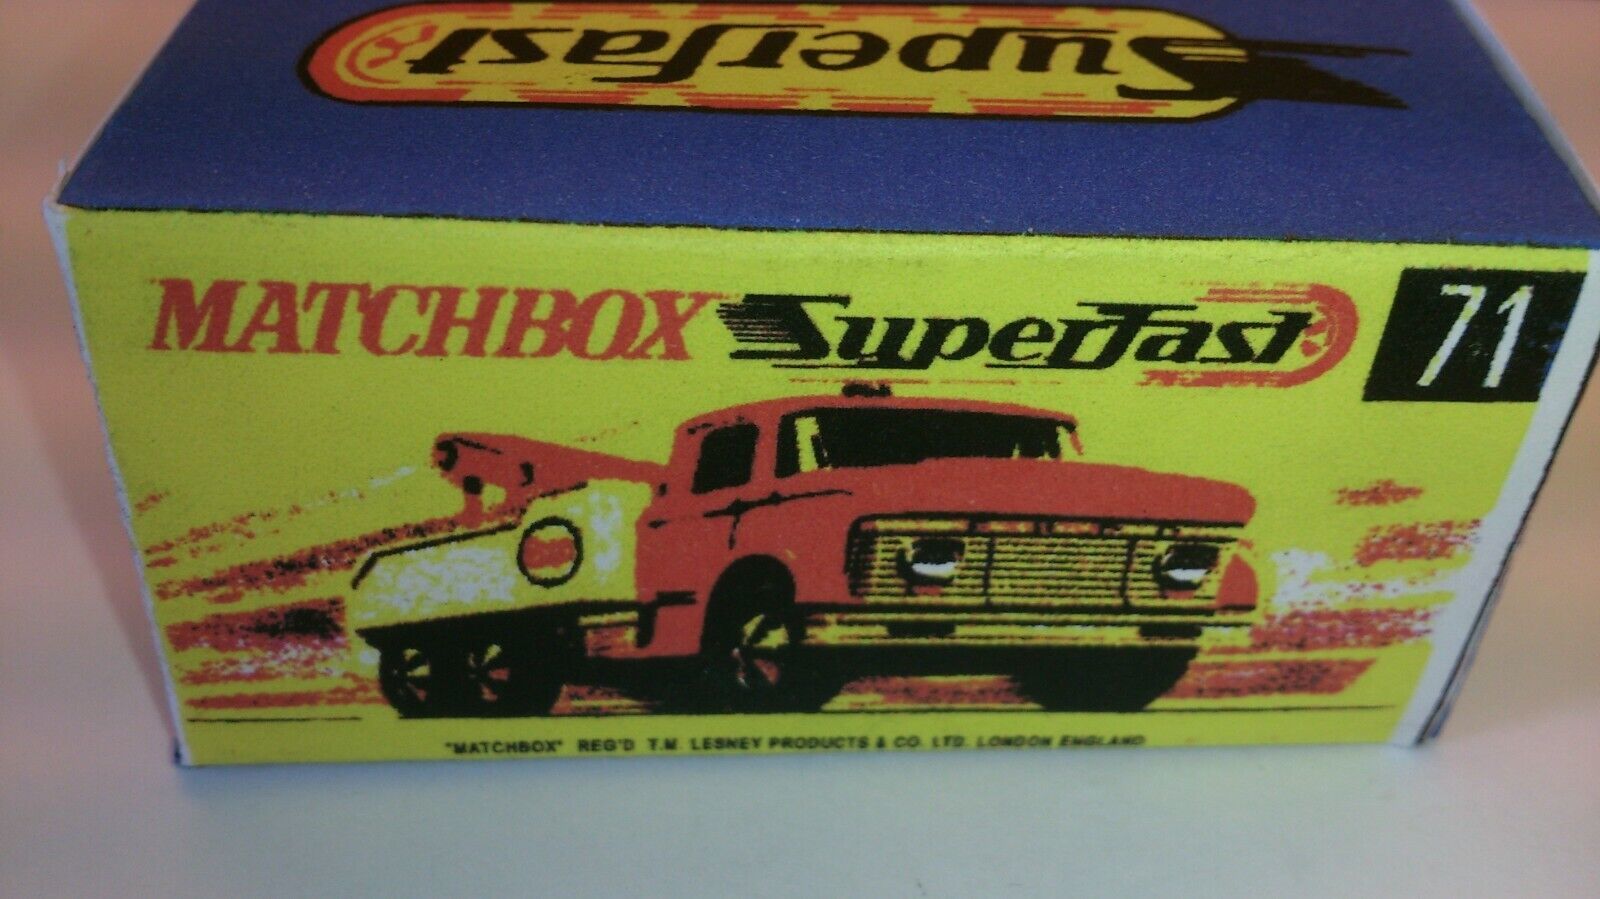 Superfast
MATCHBOX Superfast 71
"MATCHBOX" REG'D T.M. LESNEY PRODUCTS & CO. LTD. LONDON ENGLAND